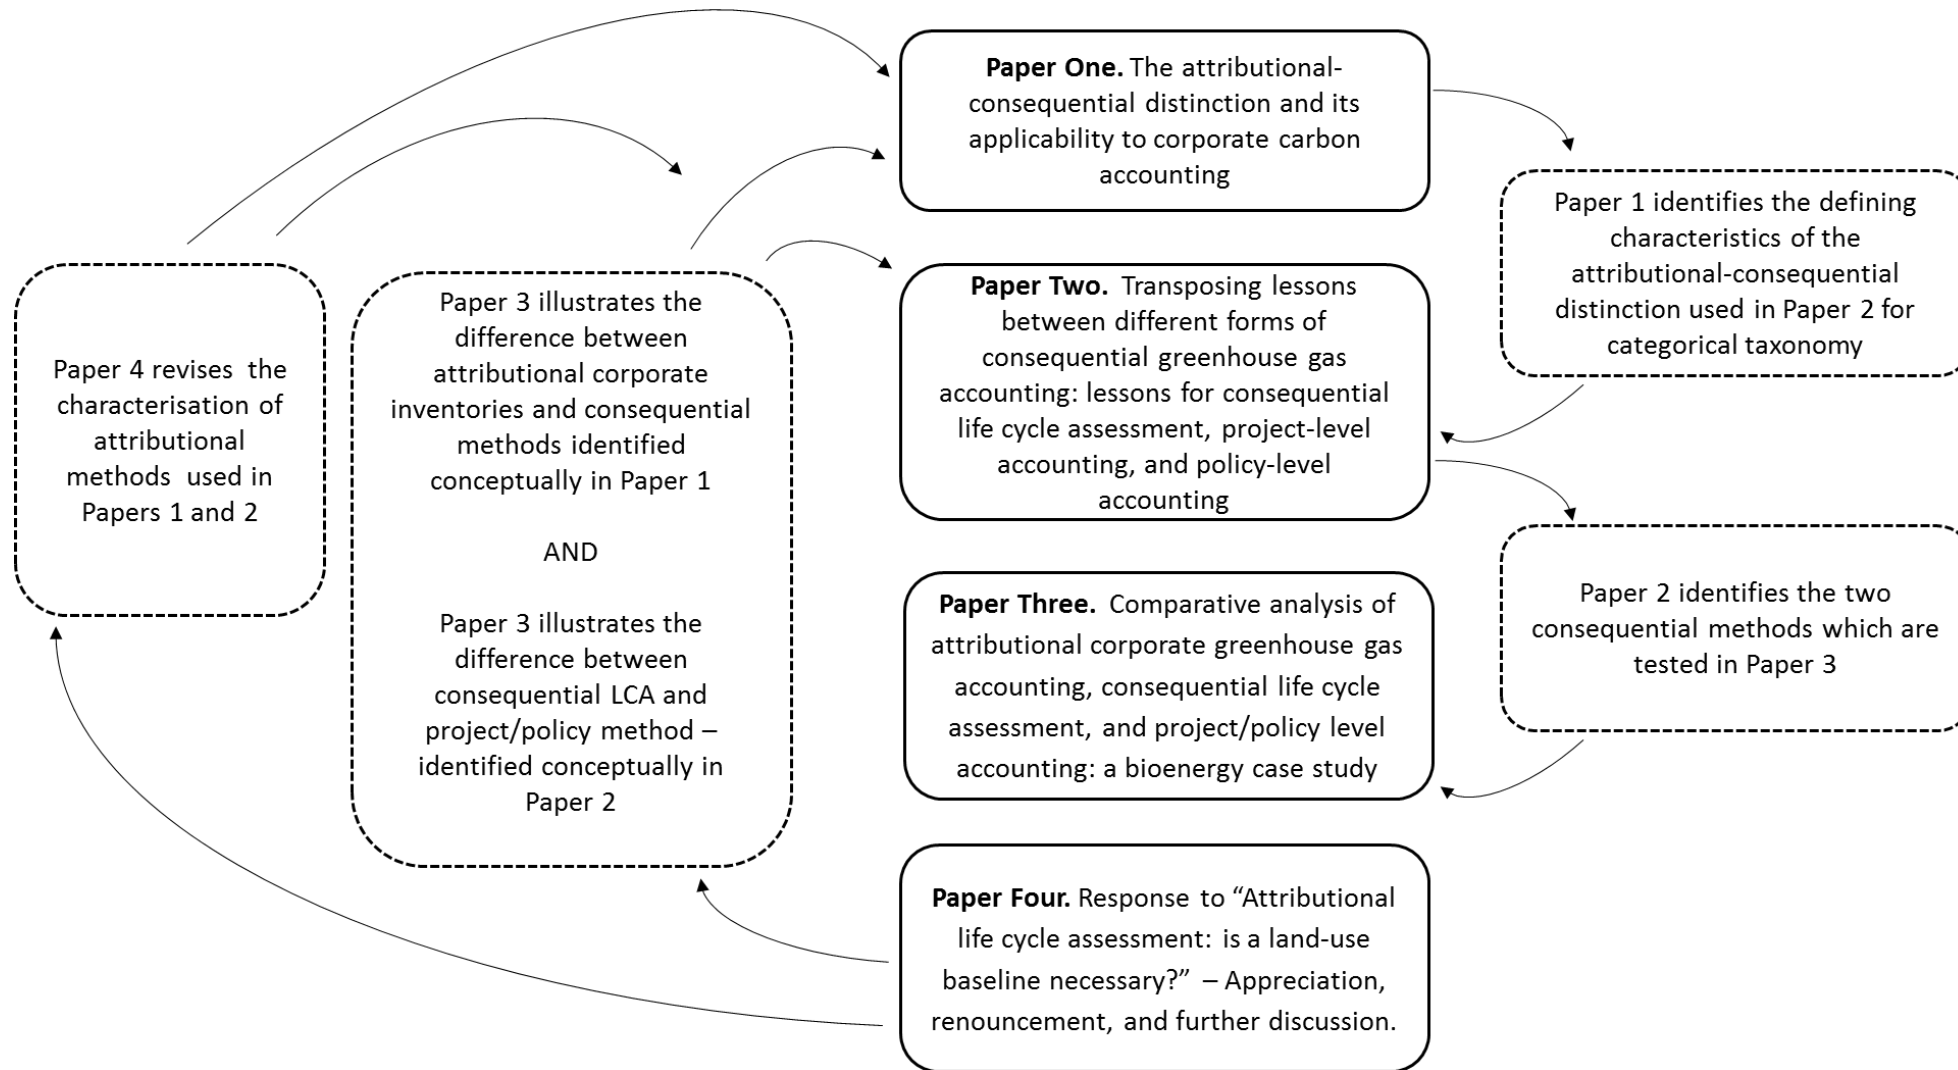 Paper One. The attributional-
consequential distinction and its
applicability to corporate carbon
accounting
Paper 1 identifies the defining
characteristics of the
attributional-consequential
distinction used in Paper 2 for
categorical taxonomy
Paper Two. Transposing lessons
between different forms of
consequential greenhouse gas
accounting: lessons for consequential
life cycle assessment, project-level
accounting, and policy-level
accounting
Paper 2 identifies the two
consequential methods which are
tested in Paper 3
Paper Three. Comparative analysis of
attributional corporate greenhouse gas
accounting, consequential life cycle
assessment, and project/policy level
accounting: a bioenergy case study
Paper Four. Response to “Attributional
life cycle assessment: is a land-use
baseline necessary?” – Appreciation,
renouncement, and further discussion.
Paper 3 illustrates the
difference between
attributional corporate
inventories and consequential
methods identified
conceptually in Paper 1
AND
Paper 3 illustrates the
difference between
consequential LCA and
project/policy method –
identified conceptually in
Paper 2
Paper 4 revises the
characterisation of
attributional
methods used in
Papers 1 and 2